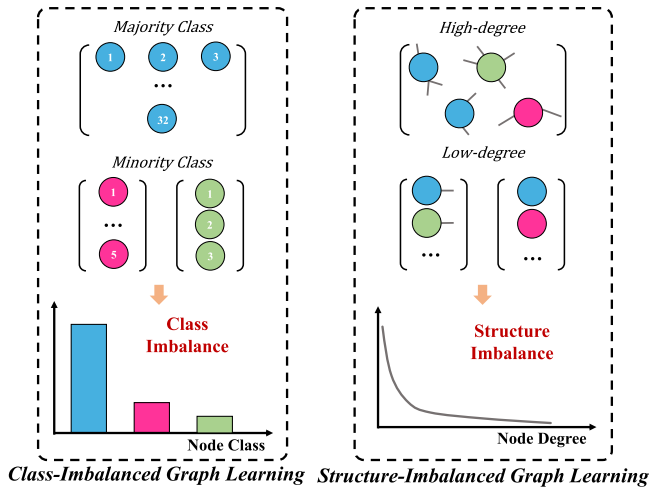 Majority Class
1 2 3
...
32
Minority Class
1 1
... 2
5 3
Class
Imbalance
Node Class
Class-Imbalanced Graph Learning
High-degree
Low-degree
... ...
Structure
Imbalance
Node Degree
Structure-Imbalanced Graph Learning